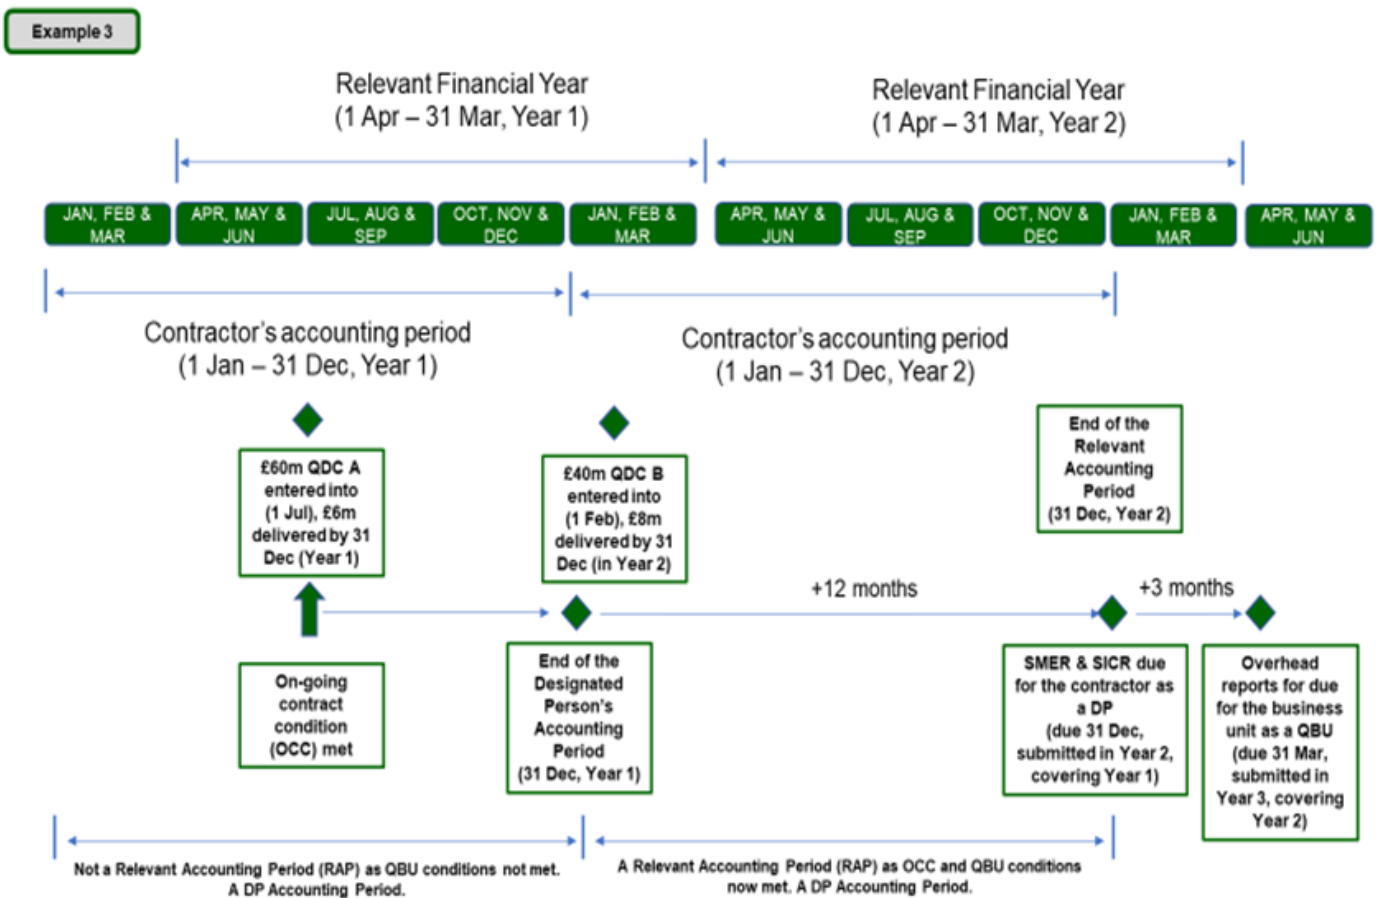 Example 3
Relevant Financial Year
(1 Apr – 31 Mar, Year 1)
Relevant Financial Year
(1 Apr – 31 Mar, Year 2)
JAN, FEB &
MAR
APR, MAY &
JUN
JUL, AUG &
SEP
OCT, NOV &
DEC
JAN, FEB &
MAR
APR, MAY &
JUN
JUL, AUG &
SEP
OCT, NOV &
DEC
JAN, FEB &
MAR
APR, MAY &
JUN
Contractor's accounting period
(1 Jan – 31 Dec, Year 1)
Contractor's accounting period
(1 Jan – 31 Dec, Year 2)
£60m QDC A
entered into
(1 Jul), £6m
delivered by 31
Dec (Year 1)
£40m QDC B
entered into
(1 Feb), £8m
delivered by 31
Dec (in Year 2)
End of the
Relevant
Accounting
Period
(31 Dec, Year 2)
+12 months
+3 months
On-going
contract
condition
(OCC) met
End of the
Designated
Person's
Accounting
Period
(31 Dec, Year 1)
SMER & SICR due
for the contractor as
a DP
(due 31 Dec,
submitted in Year 2,
covering Year 1)
Overhead
reports for due
for the business
unit as a QBU
(due 31 Mar,
submitted in
Year 3, covering
Year 2)
Not a Relevant Accounting Period (RAP) as QBU conditions not met.
A DP Accounting Period.
A Relevant Accounting Period (RAP) as OCC and QBU conditions
now met. A DP Accounting Period.